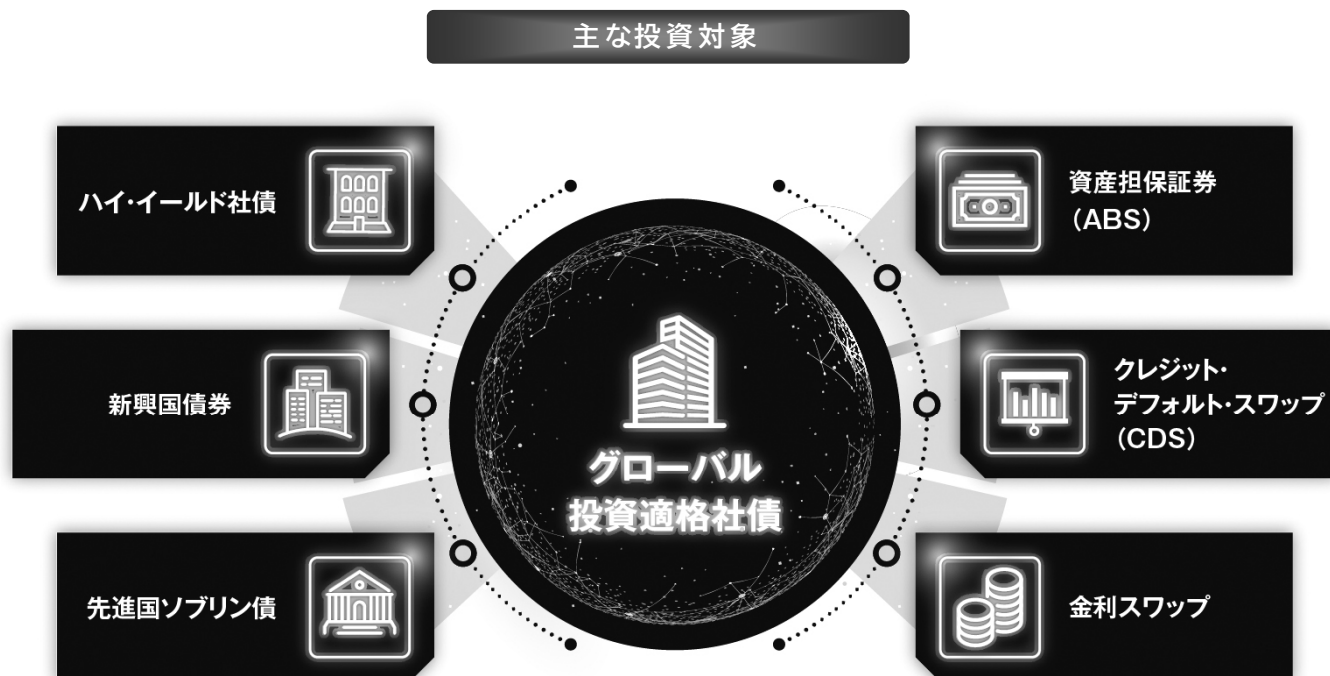 主な投資対象
ハイ・イールド社債
新興国債券
先進国ソブリン債
グローバル
投資適格社債
資産担保証券
（ABS）
クレジット・
デフォルト・スワップ
（CDS）
金利スワップ